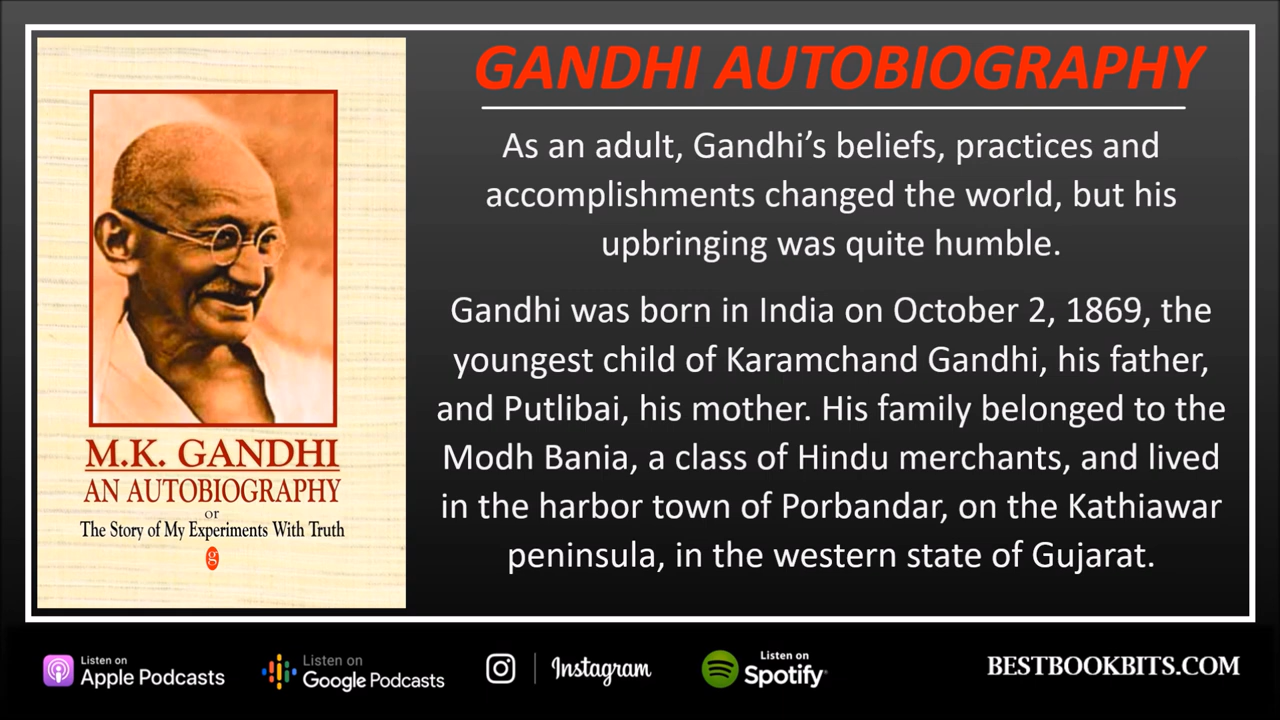 GANDHI AUTOBIOGRAPHY
As an adult, Gandhi’s beliefs, practices and
accomplishments changed the world, but his
upbringing was quite humble.
Gandhi was born in India on October 2, 1869, the
youngest child of Karamchand Gandhi, his father,
and Putlibai, his mother. His family belonged to the
Modh Bania, a class of Hindu merchants, and lived
in the harbor town of Porbandar, on the Kathiawar
peninsula, in the western state of Gujarat.
M.K. GANDHI
AN AUTOBIOGRAPHY
or
The Story of My Experiments With Truth
g
Listen on
Apple Podcasts
Listen on
Google Podcasts
Instagram
Listen on
Spotify
BESTBOOKBITS.COM